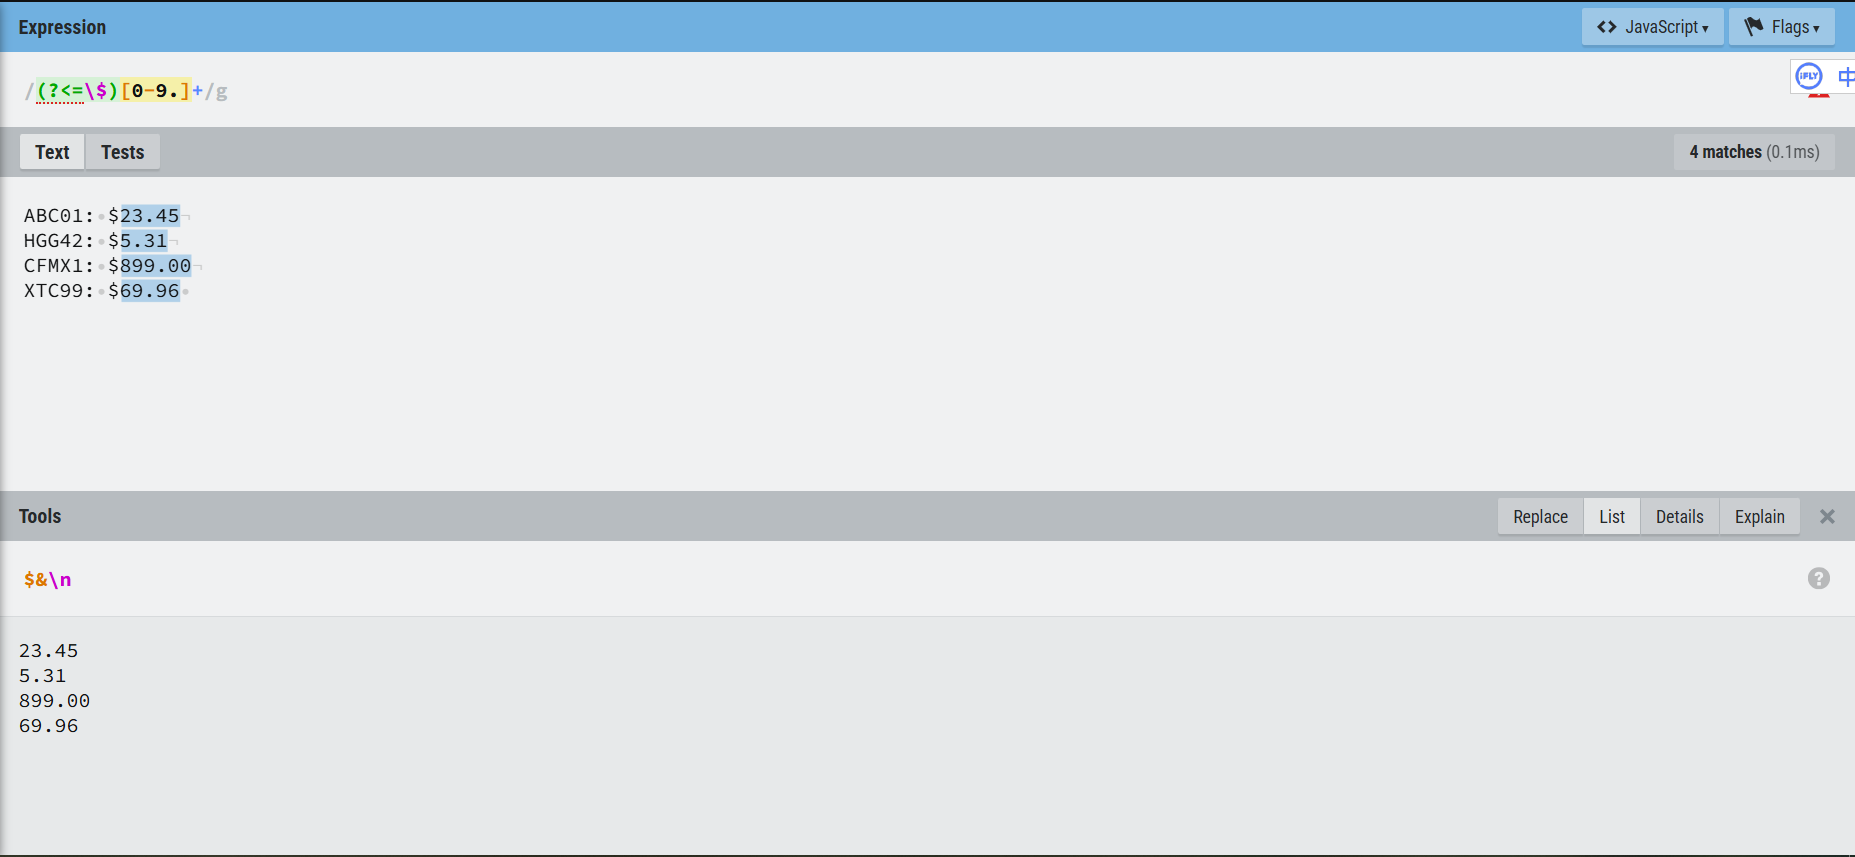 Expression
<> JavaScript ▾ Flags ▾
/(?<=\$)[0-9.]+/g
iFLY 中
Text Tests
4 matches (0.1ms)
ABC01: $23.45
HGG42: $5.31
CFMX1: $899.00
XTC99: $69.96
Tools
Replace List Details Explain ×
$&\n
?
23.45
5.31
899.00
69.96